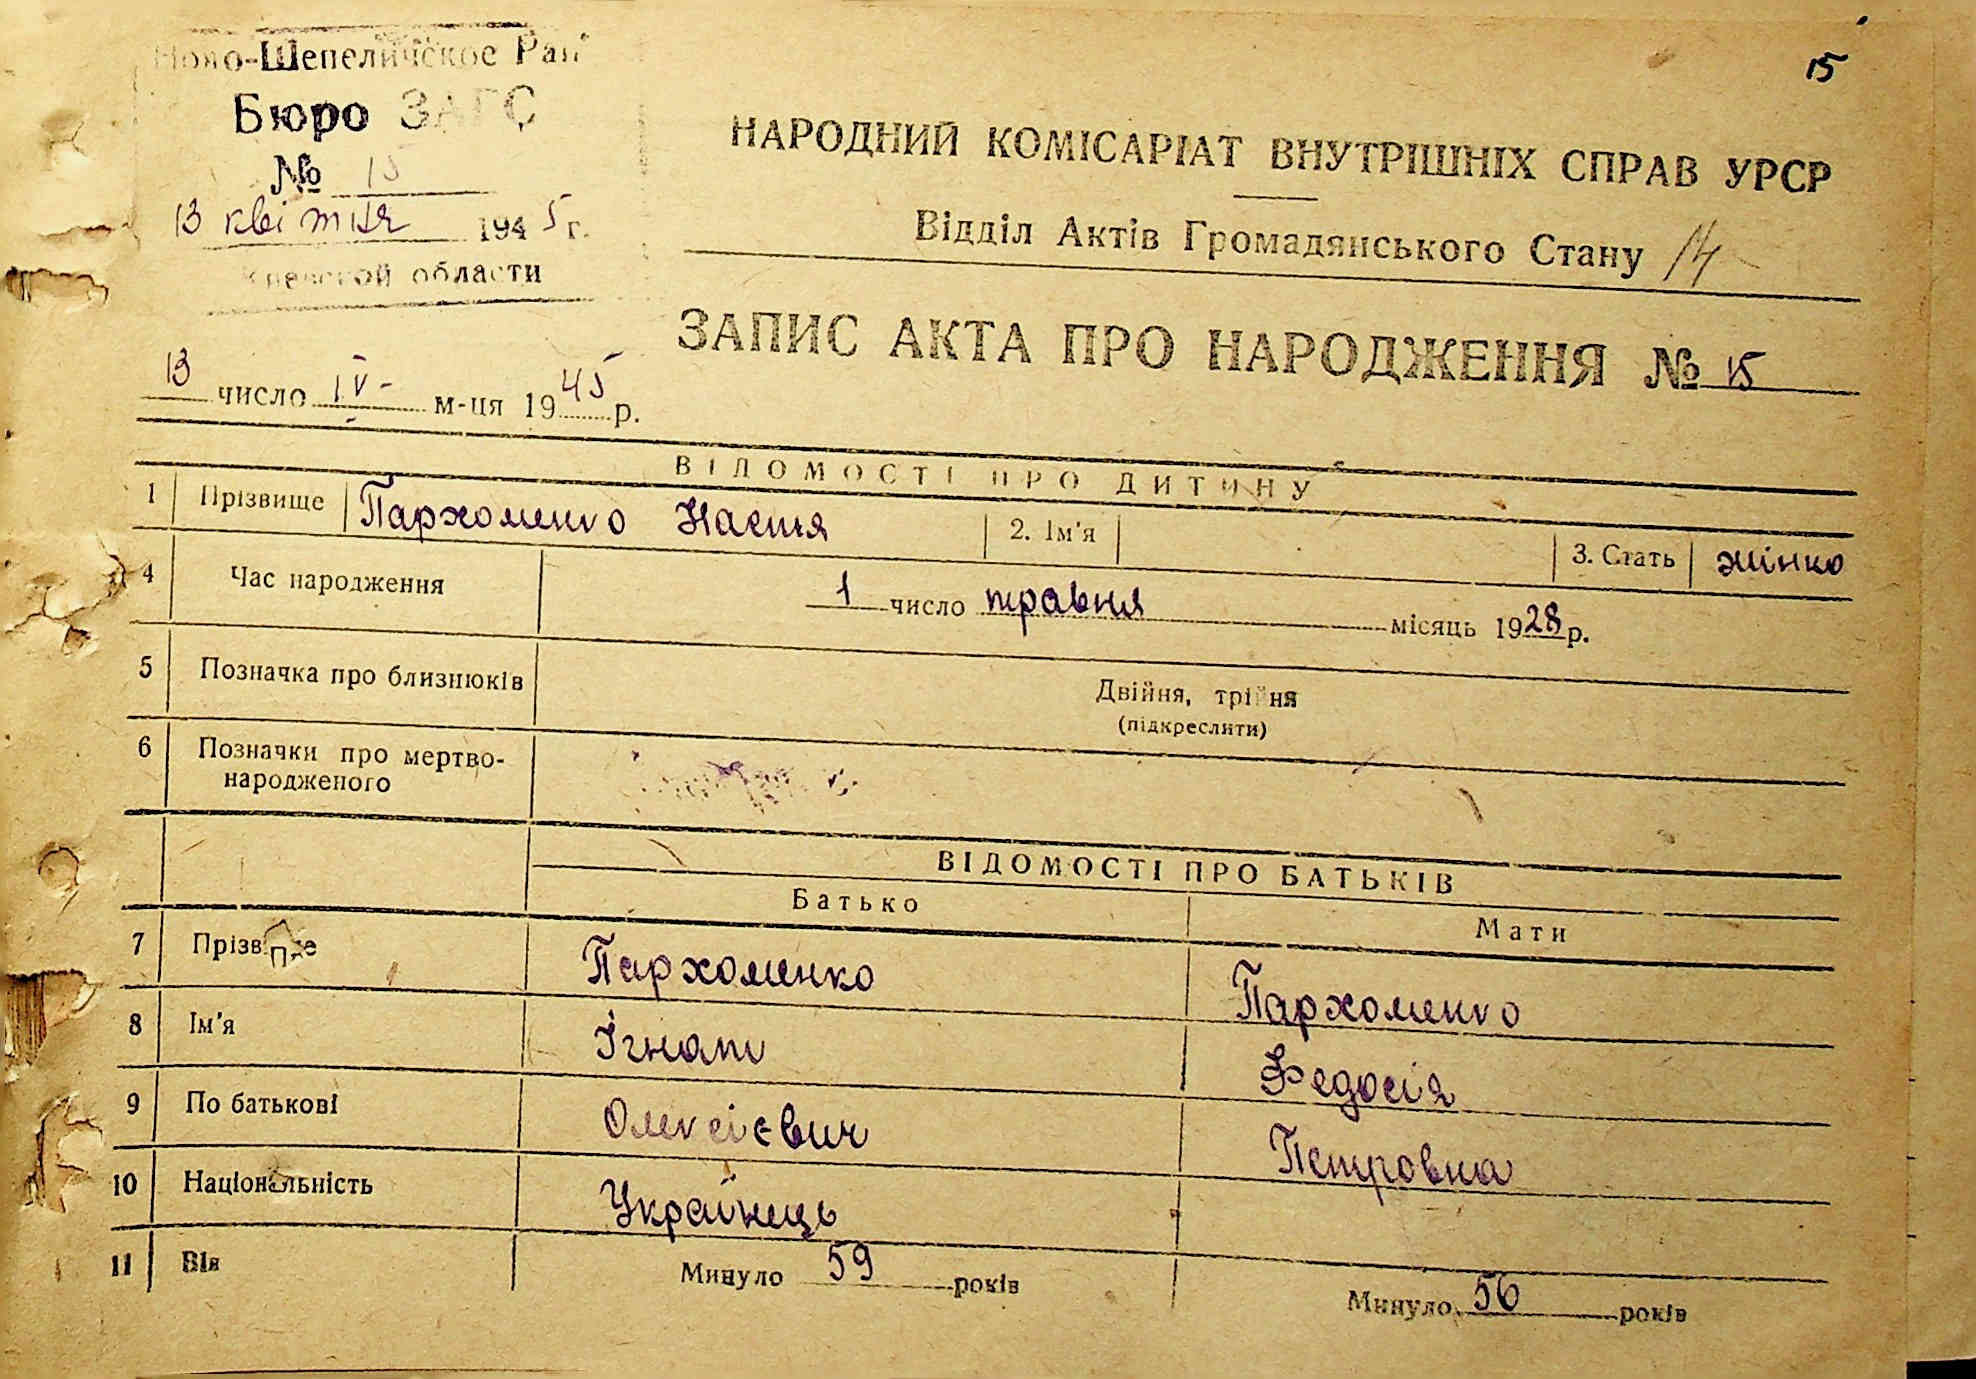 15
Ново-Шепеличское Рай
Бюро ЗАГС
№ 15
13 квітня 1945 г.
Киевской области
НАРОДНИЙ КОМІСАРІАТ ВНУТРІШНІХ СПРАВ УРСР
Відділ Актів Громадянського Стану 14
ЗАПИС АКТА ПРО НАРОДЖЕННЯ № 15
13 число IV- м-ця 1945 р.
ВІДОМОСТІ ПРО ДИТИНУ
1 Прізвище Пархоменко Настя 2. Ім'я 3. Стать жінко
4 Час народження 1 число травня місяць 1928 р.
5 Позначка про близнюків Двійня, трійня
(підкреслити)
6 Позначки про мертво-
народженого
ВІДОМОСТІ ПРО БАТЬКІВ
Батько Мати
7 Прізвище Пархоменко Пархоменко
8 Ім'я Ігнат Федосія
9 По батькові Олексієвич Петровна
10 Національність Українець
11 Вік Минуло 59 років Минуло 56 років